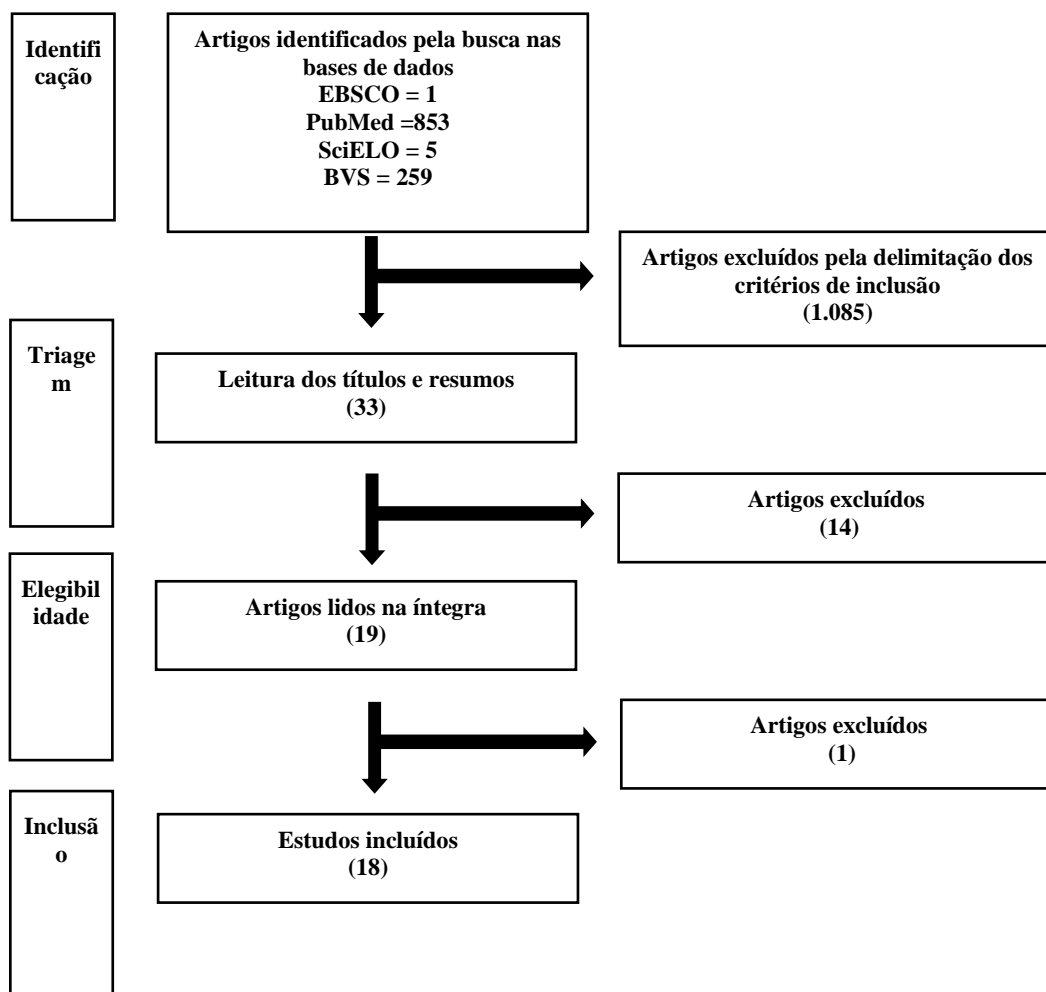 Identifi
cação
Artigos identificados pela busca nas
bases de dados
EBSCO = 1
PubMed =853
SciELO = 5
BVS = 259
Artigos excluídos pela delimitação dos
critérios de inclusão
(1.085)
Triage
m
Leitura dos títulos e resumos
(33)
Artigos excluídos
(14)
Elegibil
idade
Artigos lidos na íntegra
(19)
Artigos excluídos
(1)
Inclusã
o
Estudos incluídos
(18)